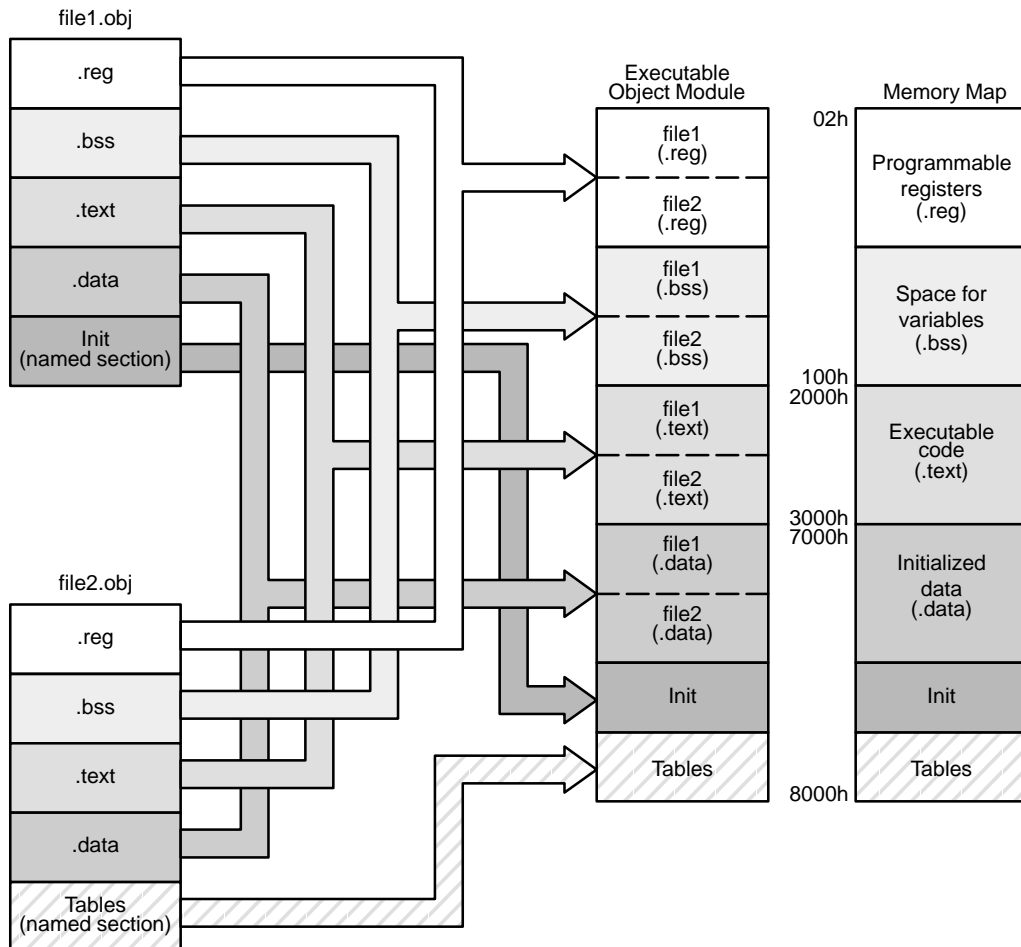 file1.obj
.reg
.bss
.text
.data
Init
(named section)
file2.obj
.reg
.bss
.text
.data
Tables
(named section)
Executable
Object Module
file1
(.reg)
file2
(.reg)
file1
(.bss)
file2
(.bss)
file1
(.text)
file2
(.text)
file1
(.data)
file2
(.data)
Init
Tables
Memory Map
02h
Programmable
registers
(.reg)
Space for
variables
(.bss)
100h
2000h
Executable
code
(.text)
3000h
7000h
Initialized
data
(.data)
Init
Tables
8000h